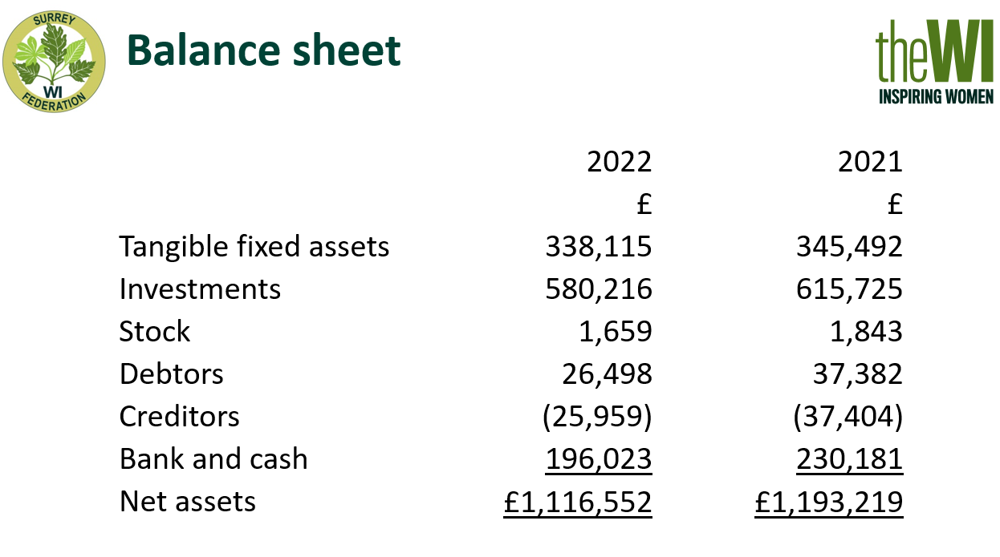 SURREY
WI
FEDERATION
Balance sheet
theWI
INSPIRING WOMEN
2022 2021
£ £
Tangible fixed assets 338,115 345,492
Investments 580,216 615,725
Stock 1,659 1,843
Debtors 26,498 37,382
Creditors (25,959) (37,404)
Bank and cash 196,023 230,181
Net assets £1,116,552 £1,193,219